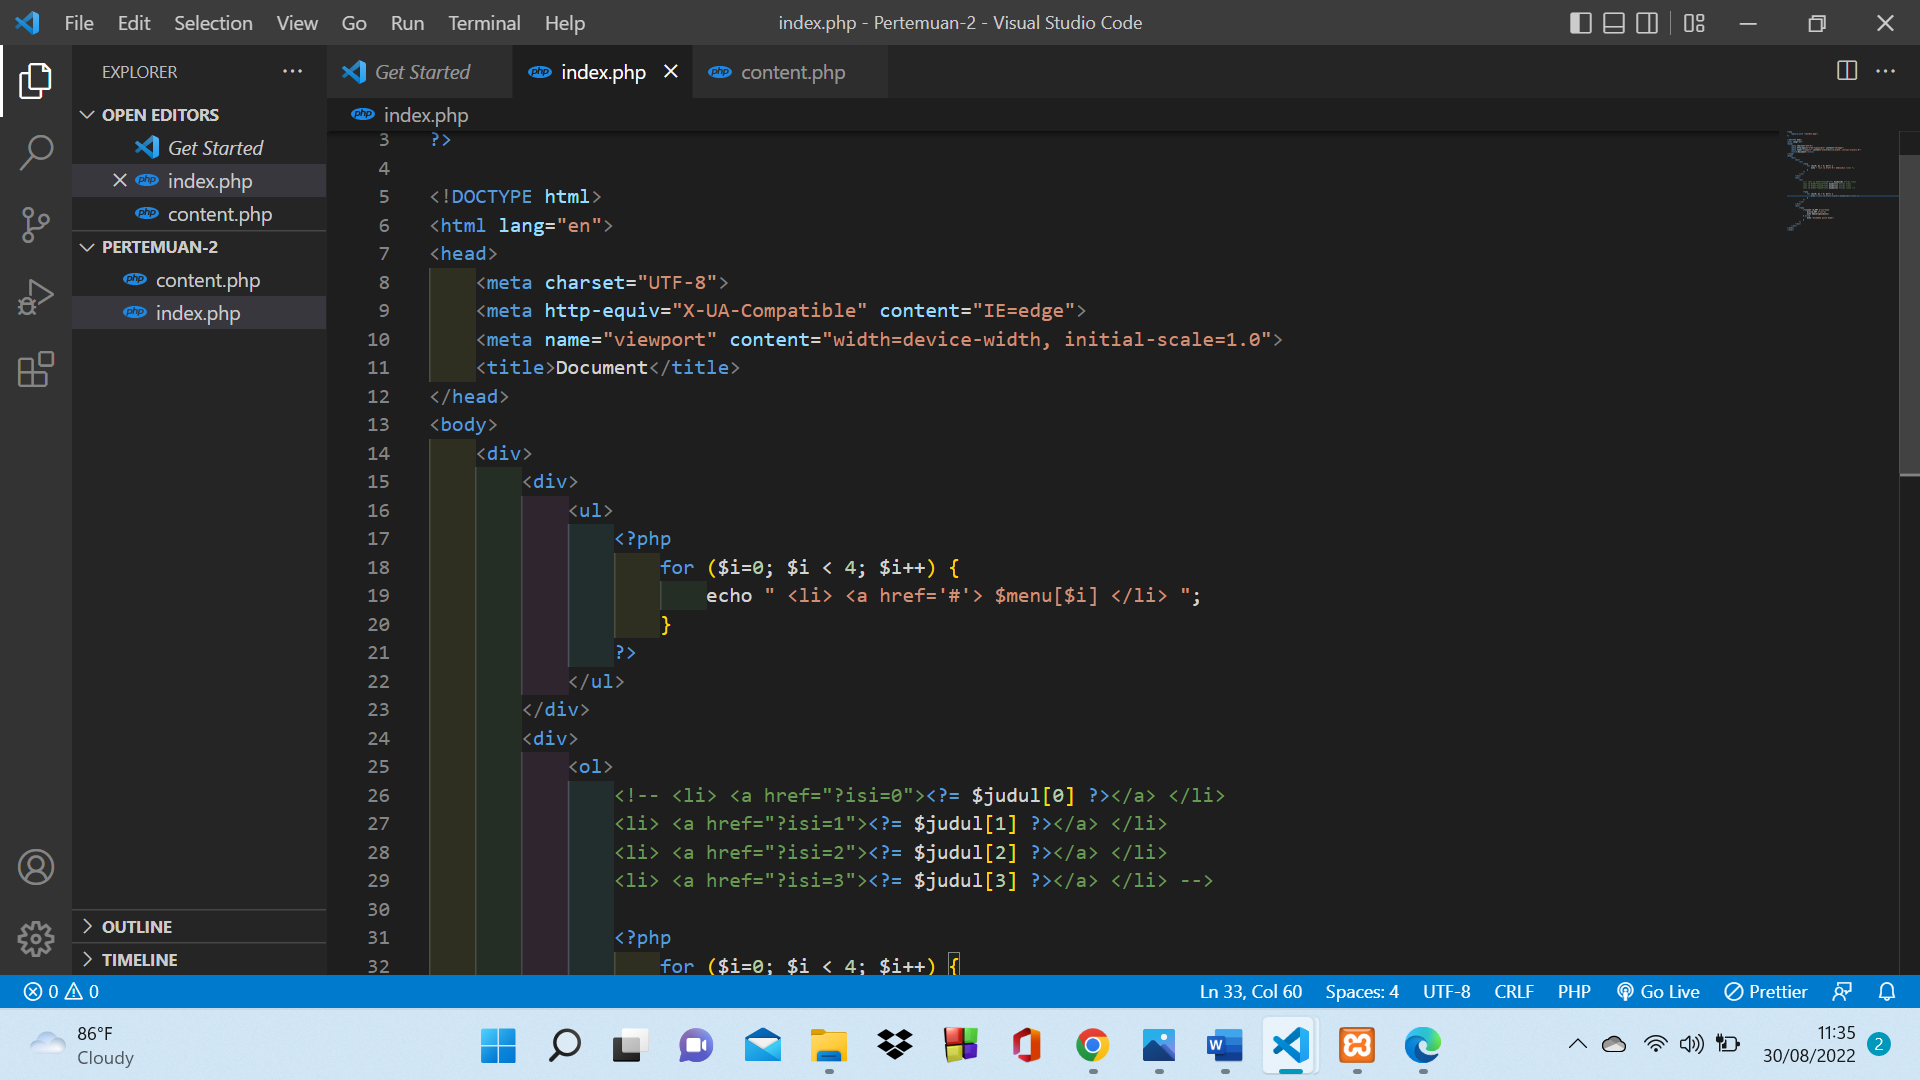 File Edit Selection View Go Run Terminal Help
index.php - Pertemuan-2 - Visual Studio Code
EXPLORER
OPEN EDITORS
Get Started
index.php
content.php
PERTEMUAN-2
content.php
index.php
OUTLINE
TIMELINE
Get Started
index.php
content.php
index.php
3 ?>
4
5 <!DOCTYPE html>
6 <html lang="en">
7 <head>
8 <meta charset="UTF-8">
9 <meta http-equiv="X-UA-Compatible" content="IE=edge">
10 <meta name="viewport" content="width=device-width, initial-scale=1.0">
11 <title>Document</title>
12 </head>
13 <body>
14 <div>
15 <div>
16 <ul>
17 <?php
18 for ($i=0; $i < 4; $i++) {
19 echo " <li> <a href='#'> $menu[$i] </li> ";
20 }
21 ?>
22 </ul>
23 </div>
24 <div>
25 <ol>
26 <!-- <li> <a href="?isi=0"><?= $judul[0] ?></a> </li>
27 <li> <a href="?isi=1"><?= $judul[1] ?></a> </li>
28 <li> <a href="?isi=2"><?= $judul[2] ?></a> </li>
29 <li> <a href="?isi=3"><?= $judul[3] ?></a> </li> -->
30
31 <?php
32 for ($i=0; $i < 4; $i++) {
0 0
Ln 33, Col 60 Spaces: 4 UTF-8 CRLF PHP Go Live Prettier
86°F
Cloudy
11:35
30/08/2022
2